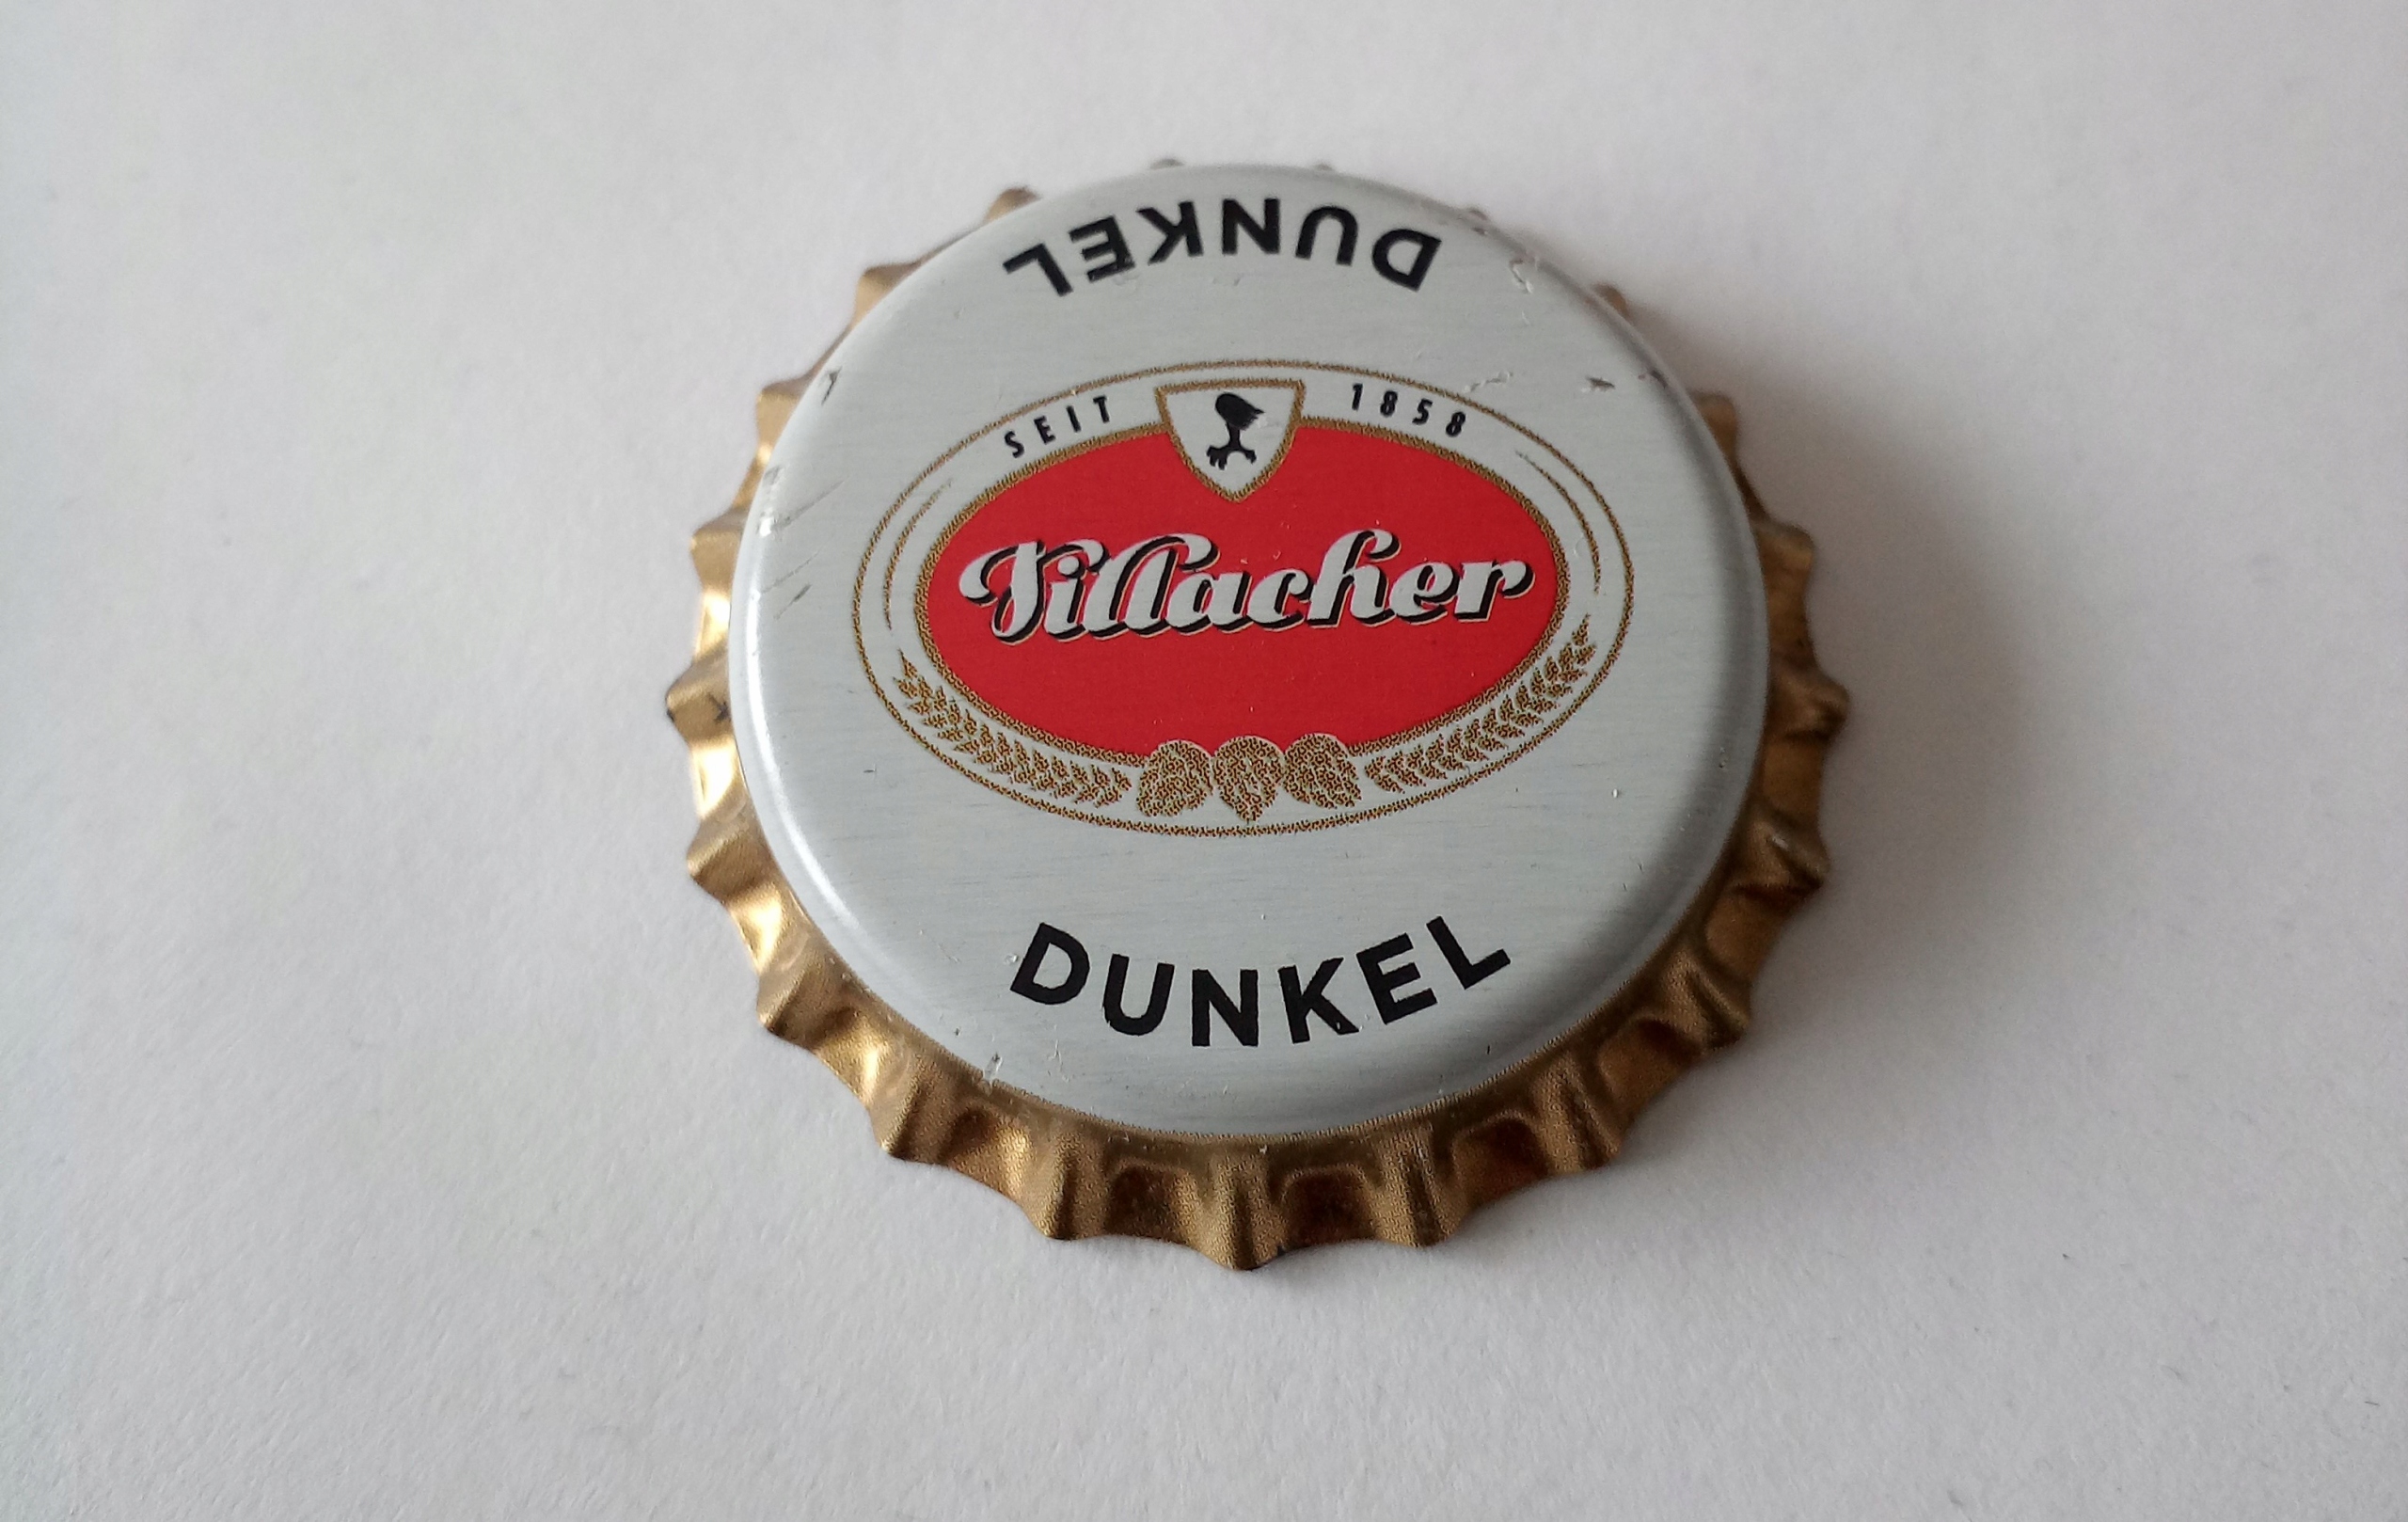 DUNKEL
SEIT 1858
Villacher
DUNKEL